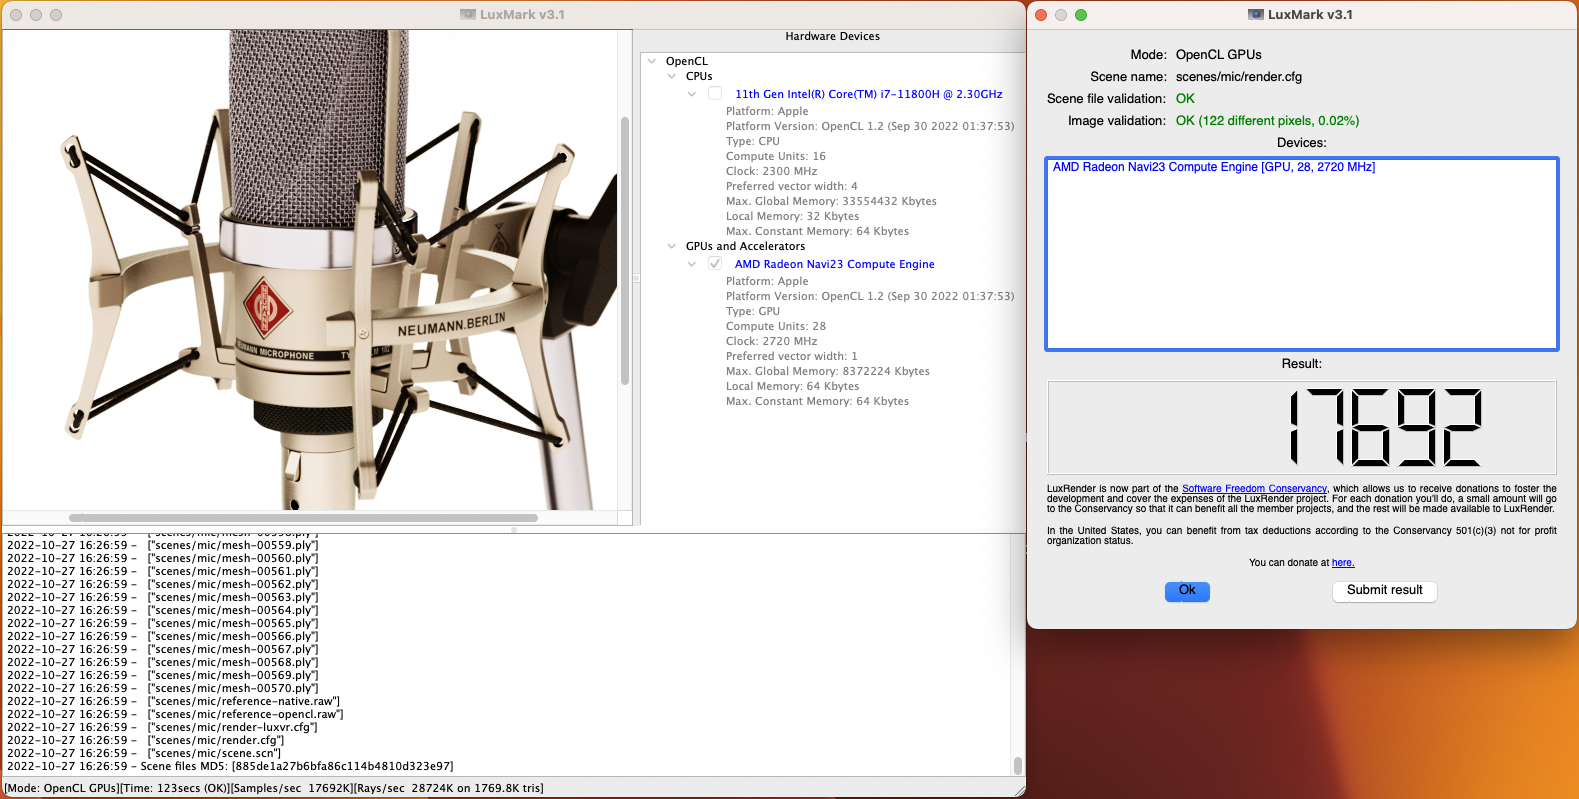 LuxMark v3.1
NEUMANN.BERLIN
Hardware Devices
OpenCL
CPUs
11th Gen Intel(R) Core(TM) i7-11800H @ 2.30GHz
Platform: Apple
Platform Version: OpenCL 1.2 (Sep 30 2022 01:37:53)
Type: CPU
Compute Units: 16
Clock: 2300 MHz
Preferred vector width: 4
Max. Global Memory: 33554432 Kbytes
Local Memory: 32 Kbytes
Max. Constant Memory: 64 Kbytes
GPUs and Accelerators
AMD Radeon Navi23 Compute Engine
Platform: Apple
Platform Version: OpenCL 1.2 (Sep 30 2022 01:37:53)
Type: GPU
Compute Units: 28
Clock: 2720 MHz
Preferred vector width: 1
Max. Global Memory: 8372224 Kbytes
Local Memory: 64 Kbytes
Max. Constant Memory: 64 Kbytes
2022-10-27 16:26:59 - ["scenes/mic/mesh-00559.ply"]
2022-10-27 16:26:59 - ["scenes/mic/mesh-00560.ply"]
2022-10-27 16:26:59 - ["scenes/mic/mesh-00561.ply"]
2022-10-27 16:26:59 - ["scenes/mic/mesh-00562.ply"]
2022-10-27 16:26:59 - ["scenes/mic/mesh-00563.ply"]
2022-10-27 16:26:59 - ["scenes/mic/mesh-00564.ply"]
2022-10-27 16:26:59 - ["scenes/mic/mesh-00565.ply"]
2022-10-27 16:26:59 - ["scenes/mic/mesh-00566.ply"]
2022-10-27 16:26:59 - ["scenes/mic/mesh-00567.ply"]
2022-10-27 16:26:59 - ["scenes/mic/mesh-00568.ply"]
2022-10-27 16:26:59 - ["scenes/mic/mesh-00569.ply"]
2022-10-27 16:26:59 - ["scenes/mic/mesh-00570.ply"]
2022-10-27 16:26:59 - ["scenes/mic/reference-native.raw"]
2022-10-27 16:26:59 - ["scenes/mic/reference-opencl.raw"]
2022-10-27 16:26:59 - ["scenes/mic/render-luxvr.cfg"]
2022-10-27 16:26:59 - ["scenes/mic/render.cfg"]
2022-10-27 16:26:59 - ["scenes/mic/scene.scn"]
2022-10-27 16:26:59 - Scene files MD5: [885de1a27b6bfa86c114b4810d323e97]
[Mode: OpenCL GPUs][Time: 123secs (OK)][Samples/sec 17692K][Rays/sec 28724K on 1769.8K tris]
LuxMark v3.1
Mode: OpenCL GPUs
Scene name: scenes/mic/render.cfg
Scene file validation: OK
Image validation: OK (122 different pixels, 0.02%)
Devices:
AMD Radeon Navi23 Compute Engine [GPU, 28, 2720 MHz]
Result:
17692
LuxRender is now part of the Software Freedom Conservancy, which allows us to receive donations to foster the
development and cover the expenses of the LuxRender project. For each donation you'll do, a small amount will go
to the Conservancy so that it can benefit all the member projects, and the rest will be made available to LuxRender.
In the United States, you can benefit from tax deductions according to the Conservancy 501(c)(3) not for profit
organization status.
You can donate at here.
Ok
Submit result